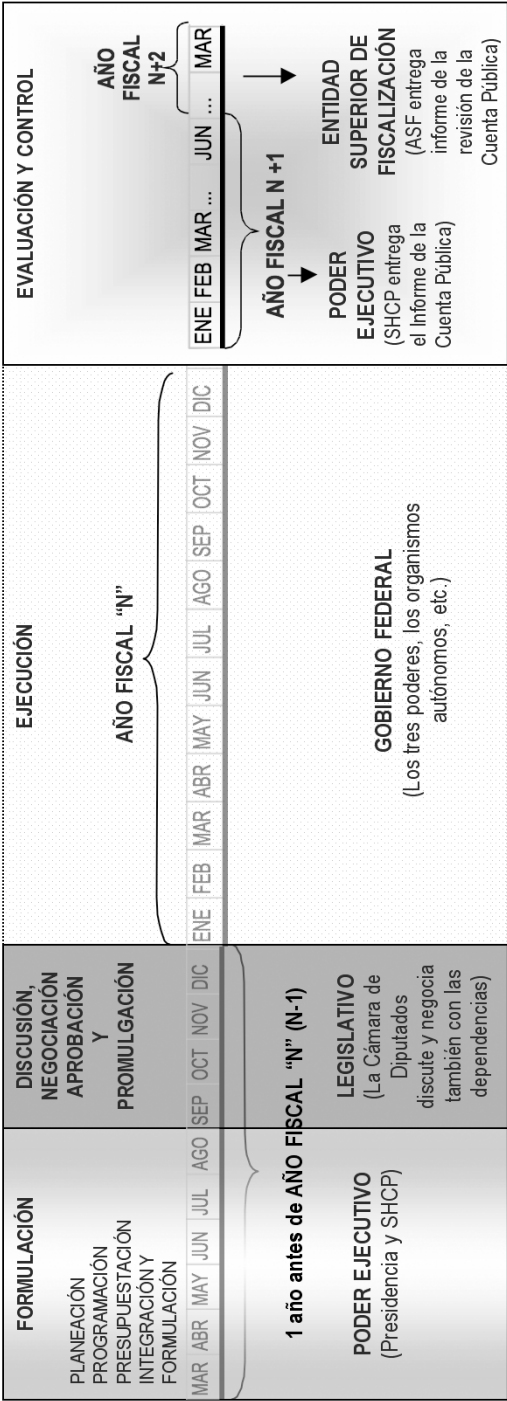 FORMULACIÓN
PLANEACIÓN
PROGRAMACIÓN
PRESUPUESTACIÓN
INTEGRACIÓN Y
FORMULACIÓN
MAR ABR MAY JUN JUL AGO SEP OCT NOV DIC
1 año antes de AÑO FISCAL “N” (N-1)
PODER EJECUTIVO
(Presidencia y SHCP)
DISCUSIÓN,
NEGOCIACIÓN
APROBACIÓN
Y
PROMULGACIÓN
LEGISLATIVO
(La Cámara de
Diputados
discute y negocia
también con las
dependencias)
EJECUCIÓN
AÑO FISCAL “N”
ENE FEB MAR ABR MAY JUN JUL AGO SEP OCT NOV DIC
GOBIERNO FEDERAL
(Los tres poderes, los organismos
autónomos, etc.)
EVALUACIÓN Y CONTROL
AÑO
FISCAL
N+2
ENE FEB MAR ... JUN ... MAR
AÑO FISCAL N +1
PODER
EJECUTIVO
(SHCP entrega
el Informe de la
Cuenta Pública)
ENTIDAD
SUPERIOR DE
FISCALIZACIÓN
(ASF entrega
informe de la
revisión de la
Cuenta Pública)